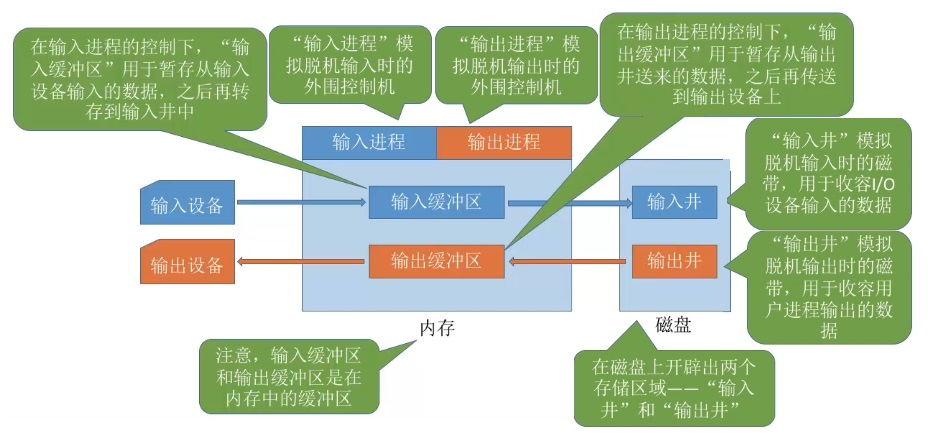 在输入进程的控制下，“输
入缓冲区”用于暂存从输入
设备输入的数据，之后再转
存到输入井中
“输入进程”模
拟脱机输入时的
外围控制机
“输出进程”模
拟脱机输出时的
外围控制机
在输出进程的控制下，“输
出缓冲区”用于暂存从输出
井送来的数据，之后再传送
到输出设备上
输入进程
输出进程
“输入井”模拟
脱机输入时的磁
带，用于收容I/O
设备输入的数据
输入设备
输入缓冲区
输入井
输出设备
输出缓冲区
输出井
“输出井”模拟
脱机输出时的磁
带，用于收容用
户进程输出的数
据
内存
磁盘
注意，输入缓冲区
和输出缓冲区是在
内存中的缓冲区
在磁盘上开辟出两个
存储区域——“输入
井”和“输出井”